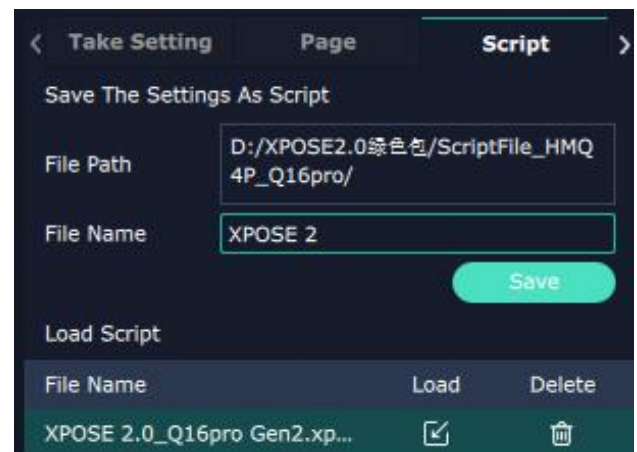 Take Setting Page Script
Save The Settings As Script
File Path D:/XPOSE2.0绿色包/ScriptFile_HMQ
4P_Q16pro/
File Name XPOSE 2
Save
Load Script
File Name Load Delete
XPOSE 2.0_Q16pro Gen2.xp...